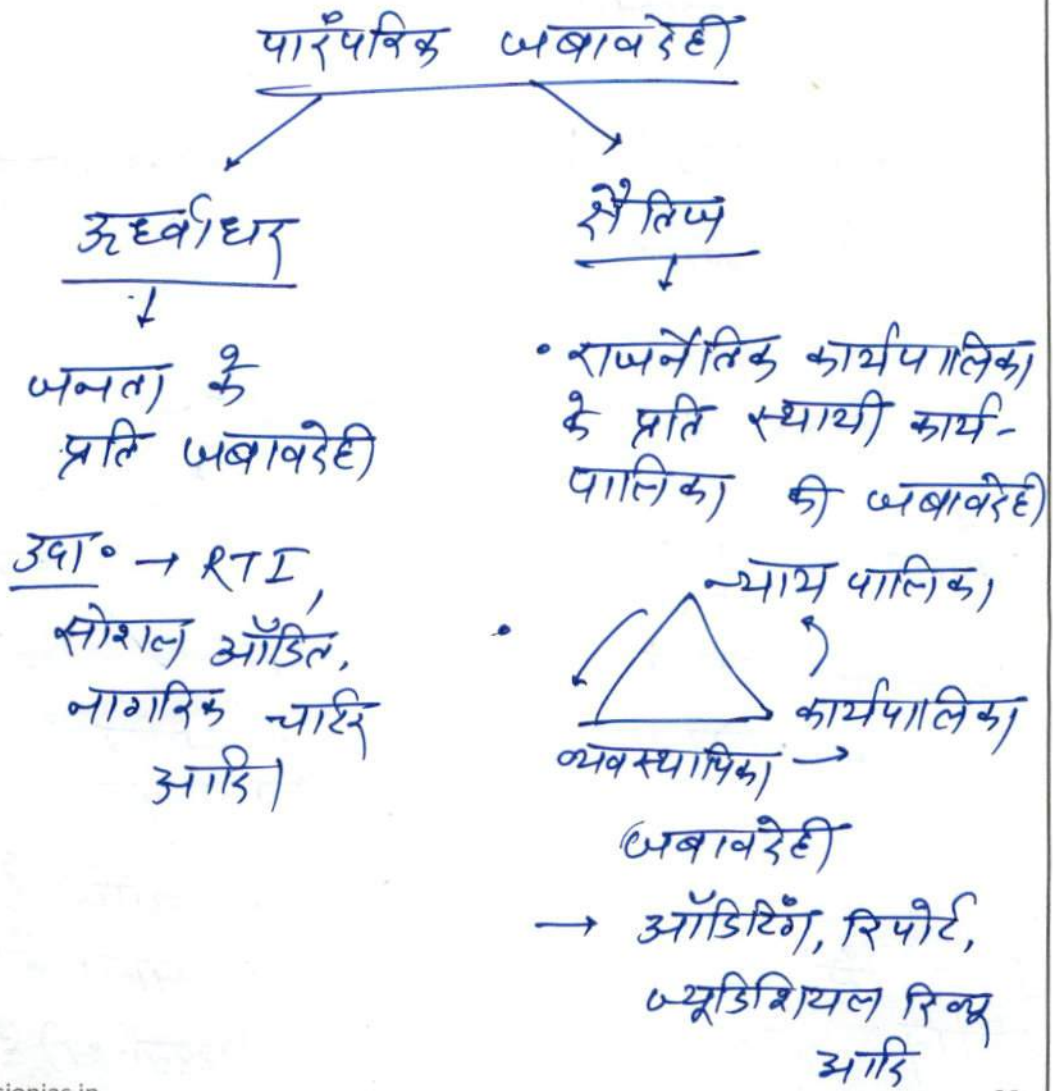 पारंपरिक जबावदेही
ऊर्ध्वाधर
जनता के
प्रति जबावदेही
उदा० → RTI,
सोशल ऑडित,
नागरिक चार्टर
आदि।
क्षैतिज
• राजनैतिक कार्यपालिका
के प्रति स्थायी कार्य-
पालिका की जबावदेही
न्याय पालिका
कार्यपालिका
व्यवस्थापिका →
जबावदेही
→ ऑडिटिंग, रिपोर्ट,
ज्यूडिशियल रिव्यू
आदि